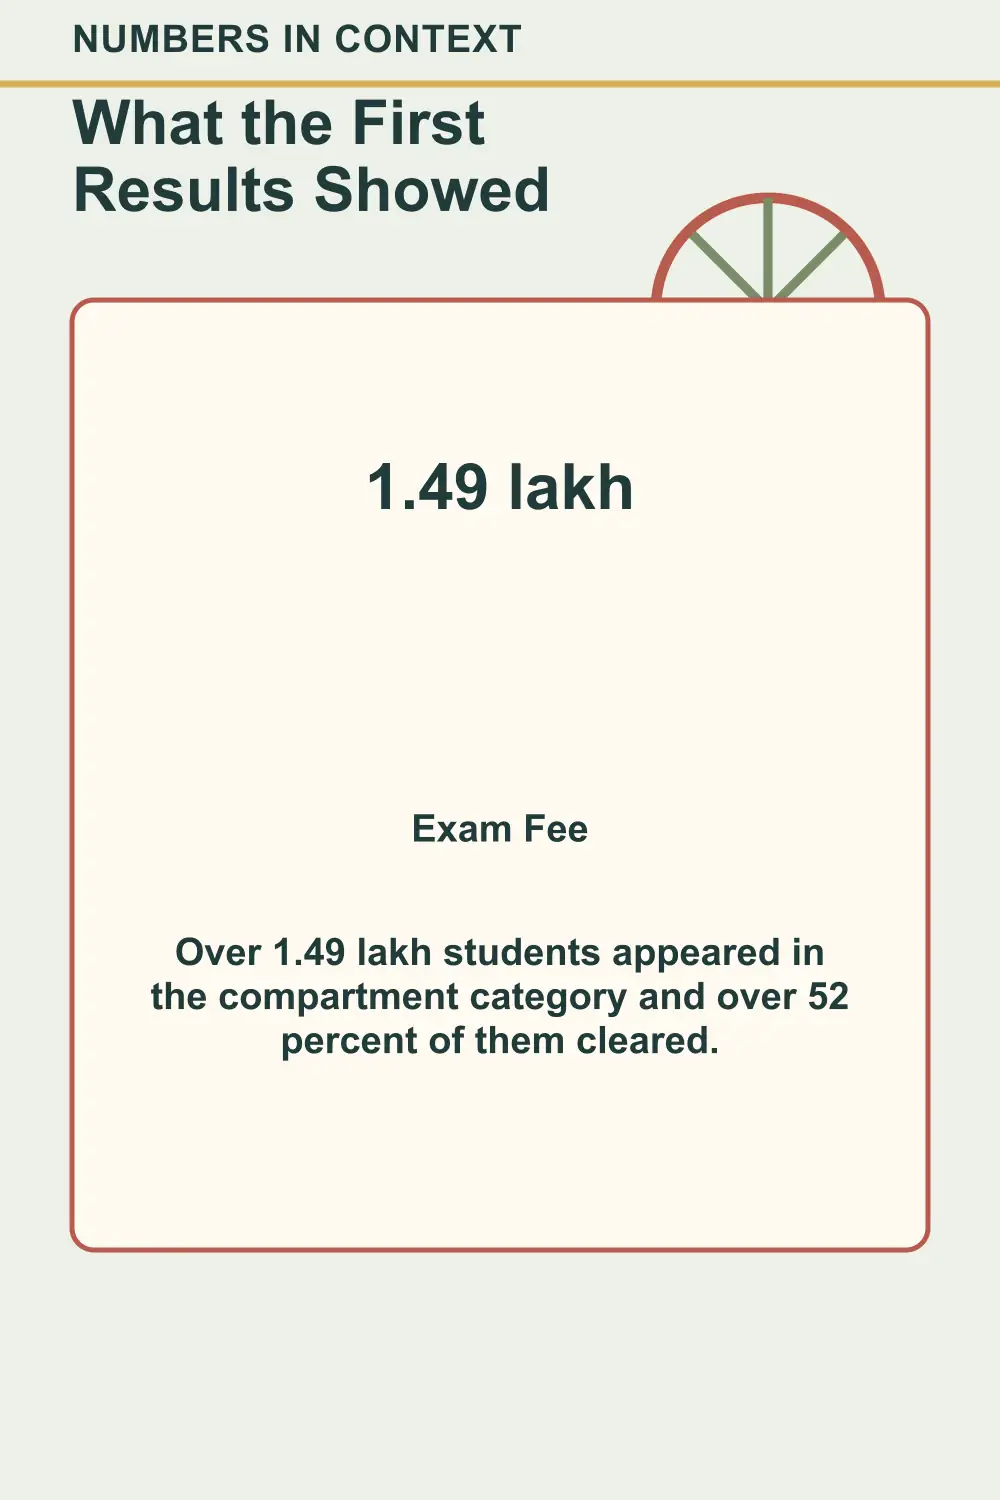 NUMBERS IN CONTEXT
What the First
Results Showed
1.49 lakh
Exam Fee
Over 1.49 lakh students appeared in
the compartment category and over 52
percent of them cleared.